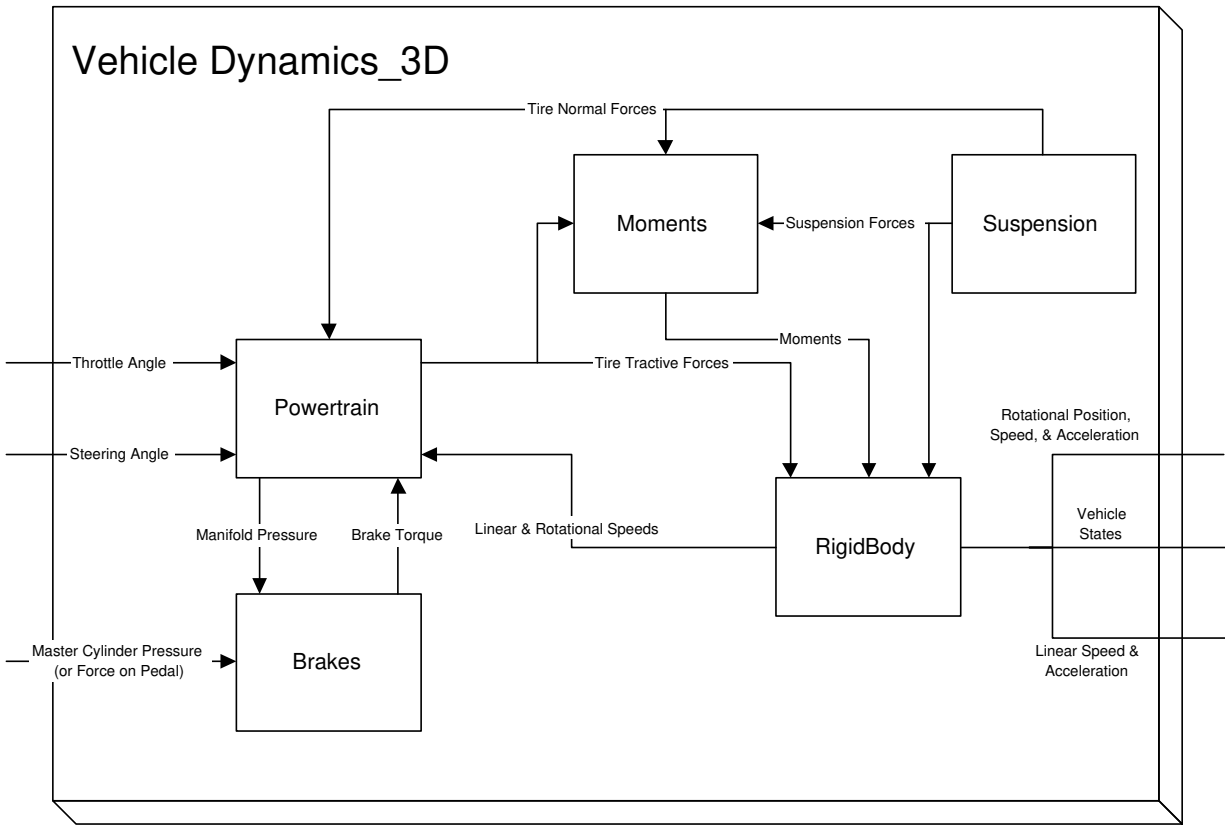 Vehicle Dynamics_3D
Tire Normal Forces
Moments
Suspension Forces
Suspension
Moments
Throttle Angle
Tire Tractive Forces
Powertrain
Rotational Position,
Speed, & Acceleration
Steering Angle
Manifold Pressure
Brake Torque
Linear & Rotational Speeds
RigidBody
Vehicle
States
Master Cylinder Pressure
(or Force on Pedal)
Brakes
Linear Speed &
Acceleration